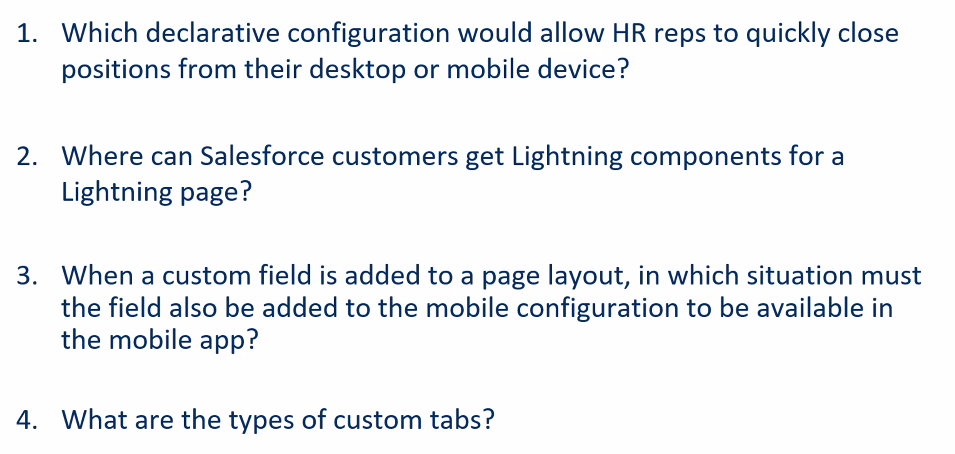 1. Which declarative configuration would allow HR reps to quickly close
positions from their desktop or mobile device?
2. Where can Salesforce customers get Lightning components for a
Lightning page?
3. When a custom field is added to a page layout, in which situation must
the field also be added to the mobile configuration to be available in
the mobile app?
4. What are the types of custom tabs?